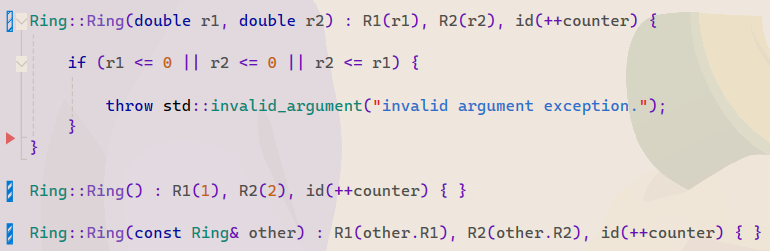 Ring::Ring(double r1, double r2) : R1(r1), R2(r2), id(++counter) {
if (r1 <= 0 || r2 <= 0 || r2 <= r1) {
throw std::invalid_argument("invalid argument exception.");
}
}
Ring::Ring() : R1(1), R2(2), id(++counter) { }
Ring::Ring(const Ring& other) : R1(other.R1), R2(other.R2), id(++counter) { }